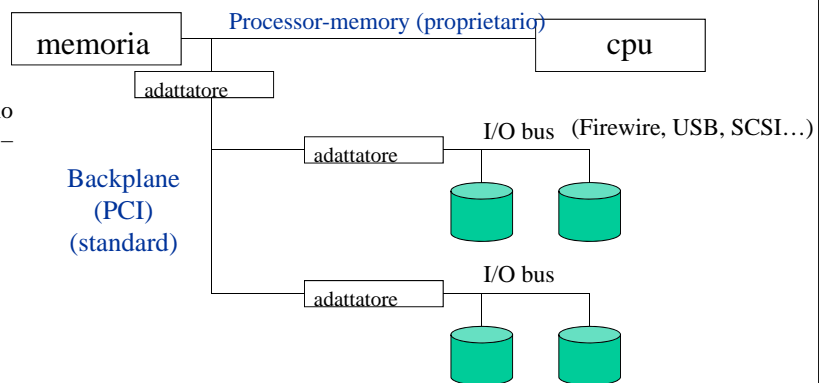 Processor-memory (proprietario)
memoria
cpu
adattatore
I/O bus (Firewire, USB, SCSI…)
–
adattatore
Backplane
(PCI)
(standard)
I/O bus
adattatore